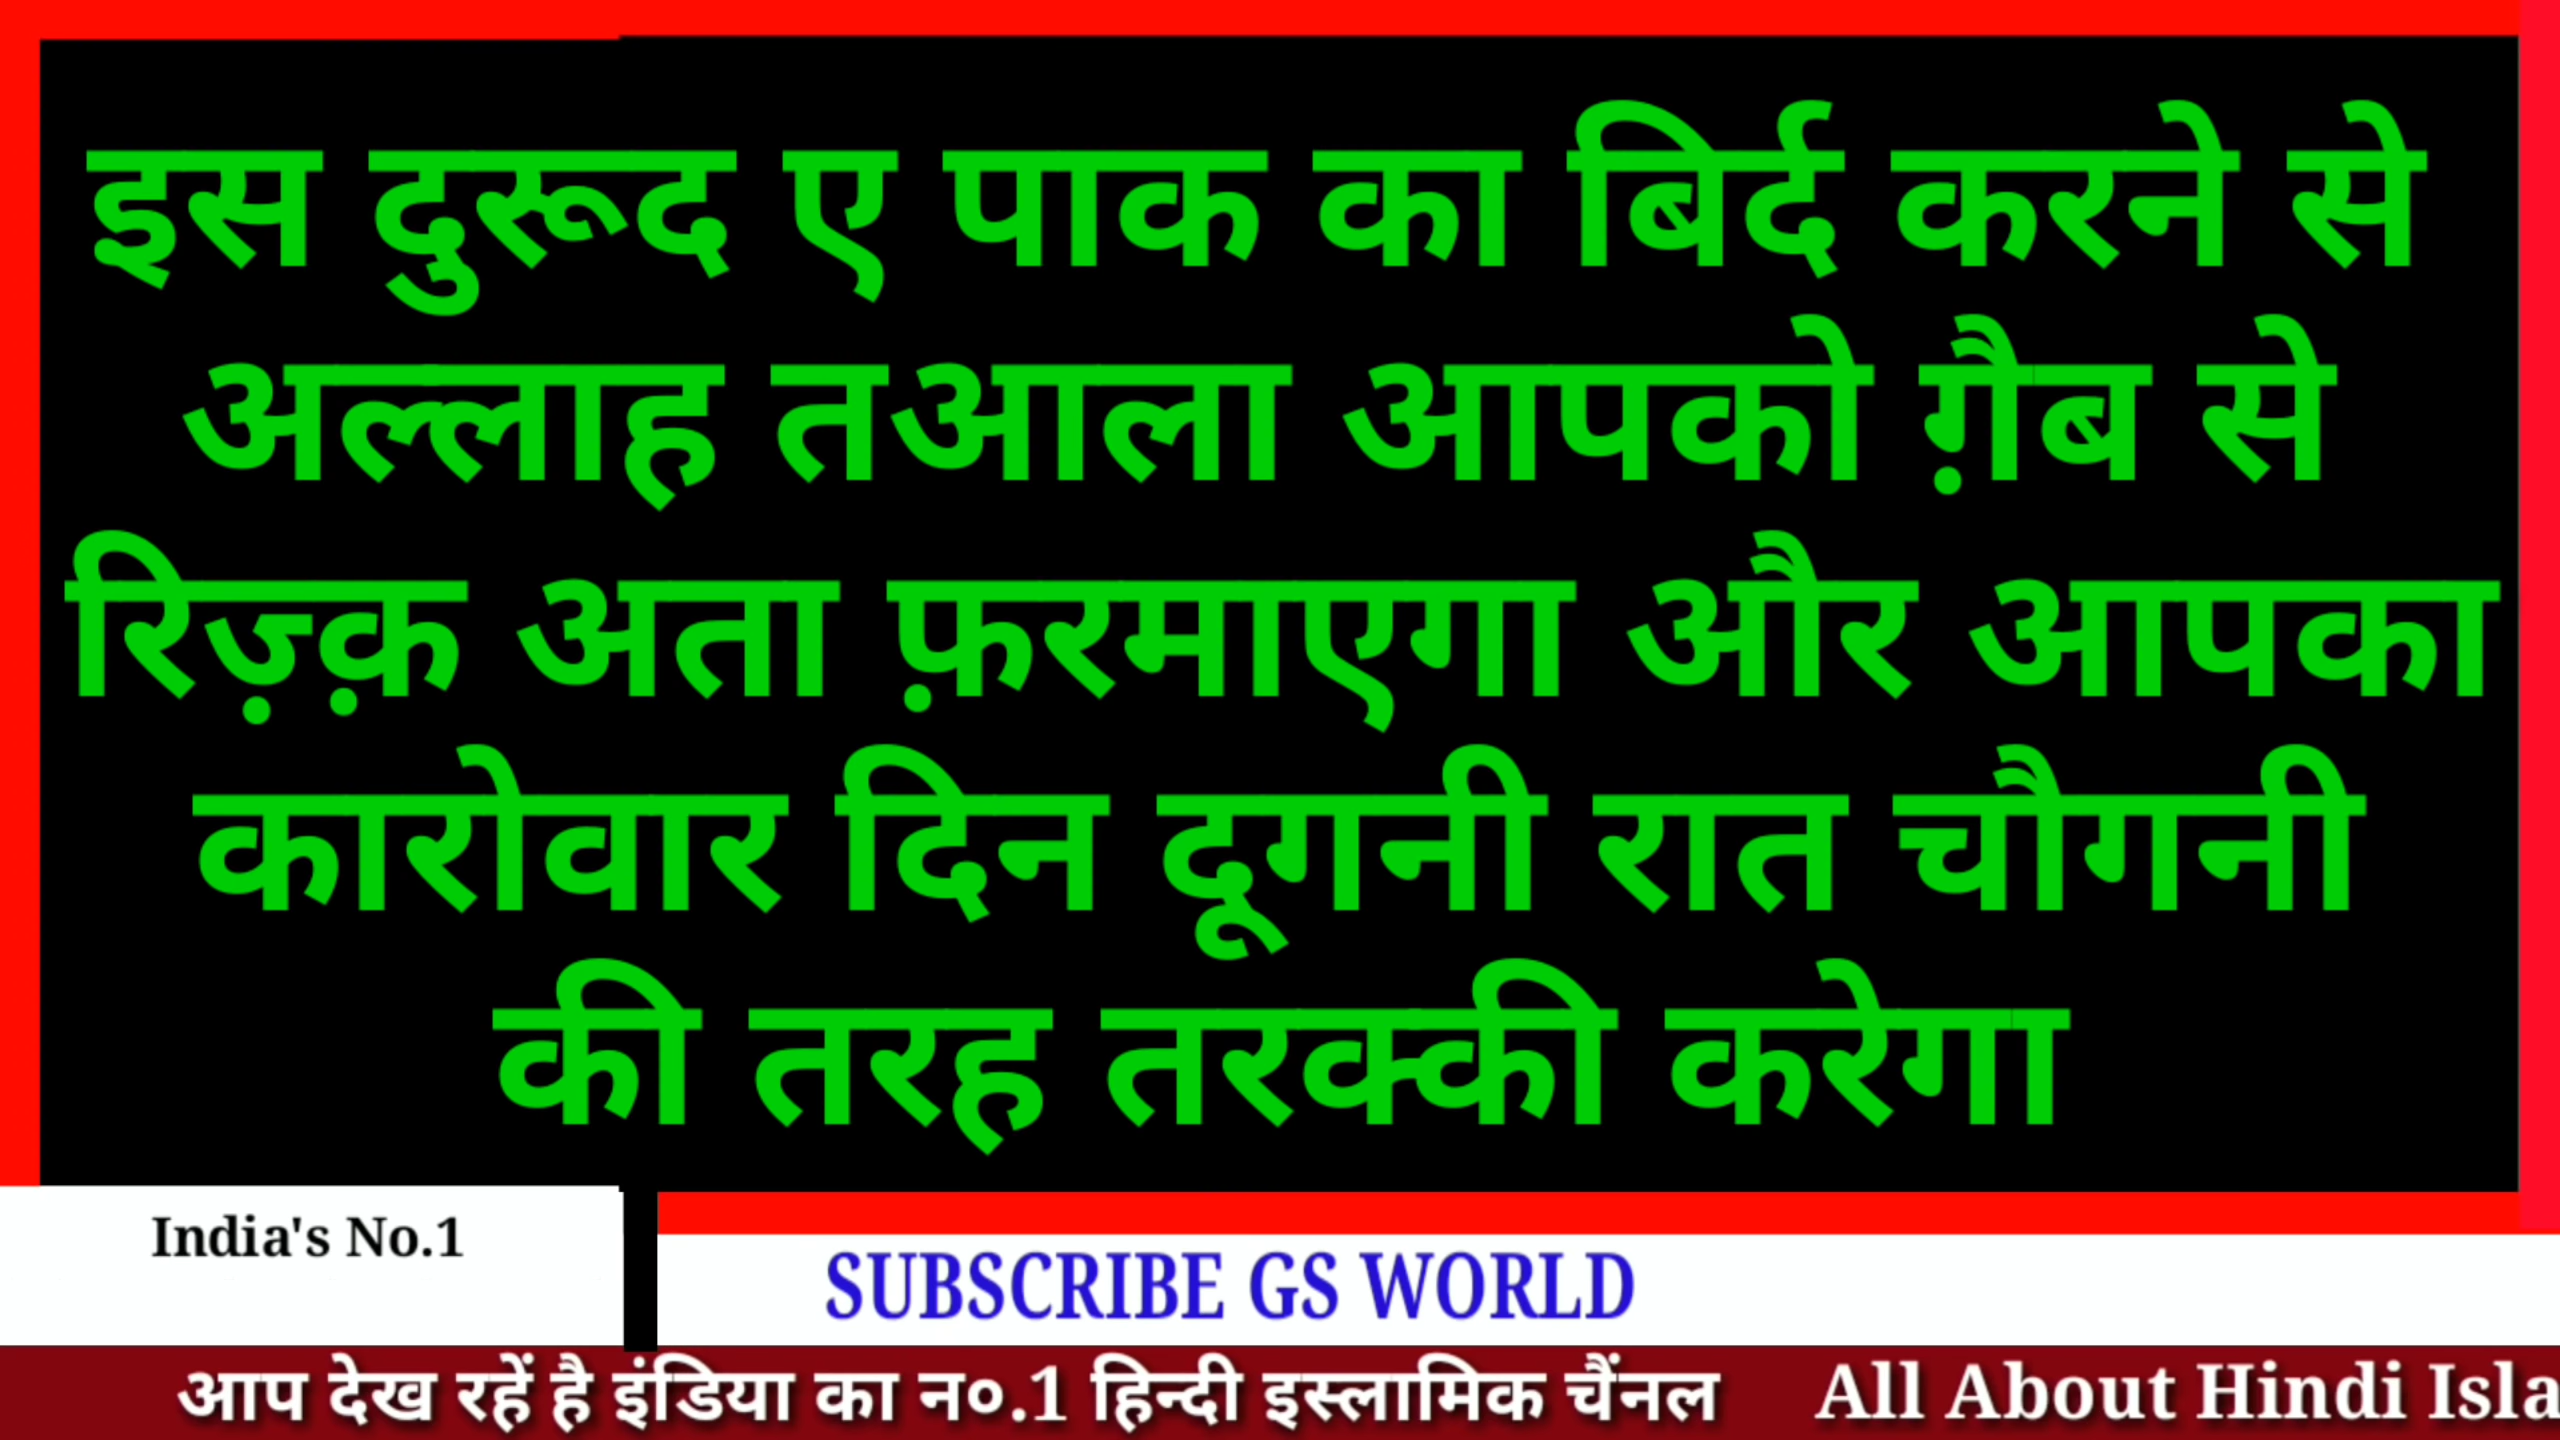 इस दुरूद ए पाक का बिर्द करने से
अल्लाह तआला आपको ग़ैब से
रिज़्क़ अता फ़रमाएगा और आपका
कारोवार दिन दूगनी रात चौगनी
की तरह तरक्की करेगा
India's No.1
SUBSCRIBE GS WORLD
आप देख रहें है इंडिया का न०.1 हिन्दी इस्लामिक चैंनल All About Hindi Isla